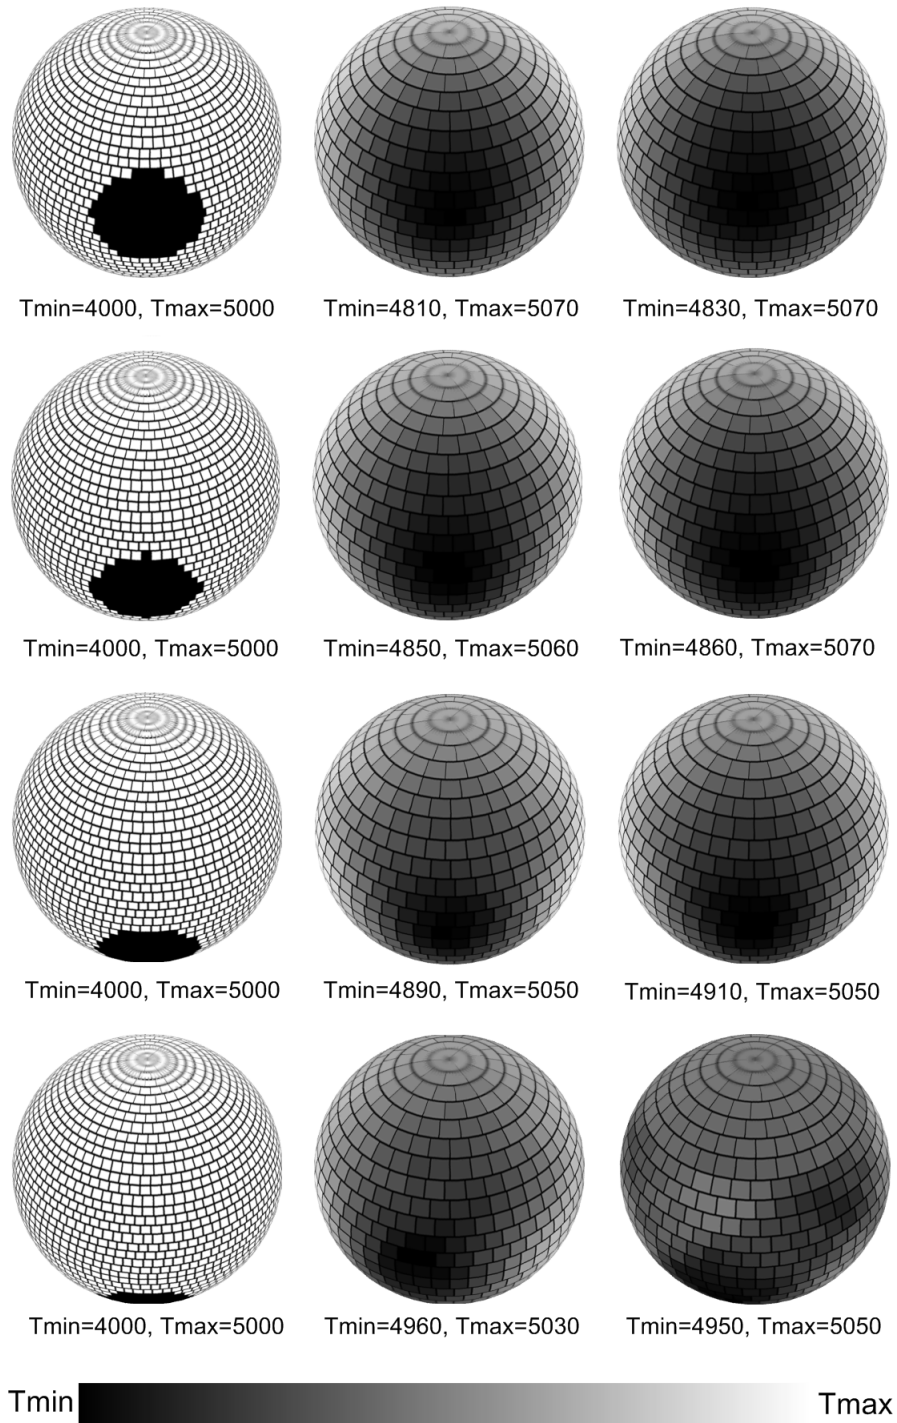 Tmin=4000, Tmax=5000 Tmin=4810, Tmax=5070 Tmin=4830, Tmax=5070
Tmin=4000, Tmax=5000 Tmin=4850, Tmax=5060 Tmin=4860, Tmax=5070
Tmin=4000, Tmax=5000 Tmin=4890, Tmax=5050 Tmin=4910, Tmax=5050
Tmin=4000, Tmax=5000 Tmin=4960, Tmax=5030 Tmin=4950, Tmax=5050
Tmin Tmax